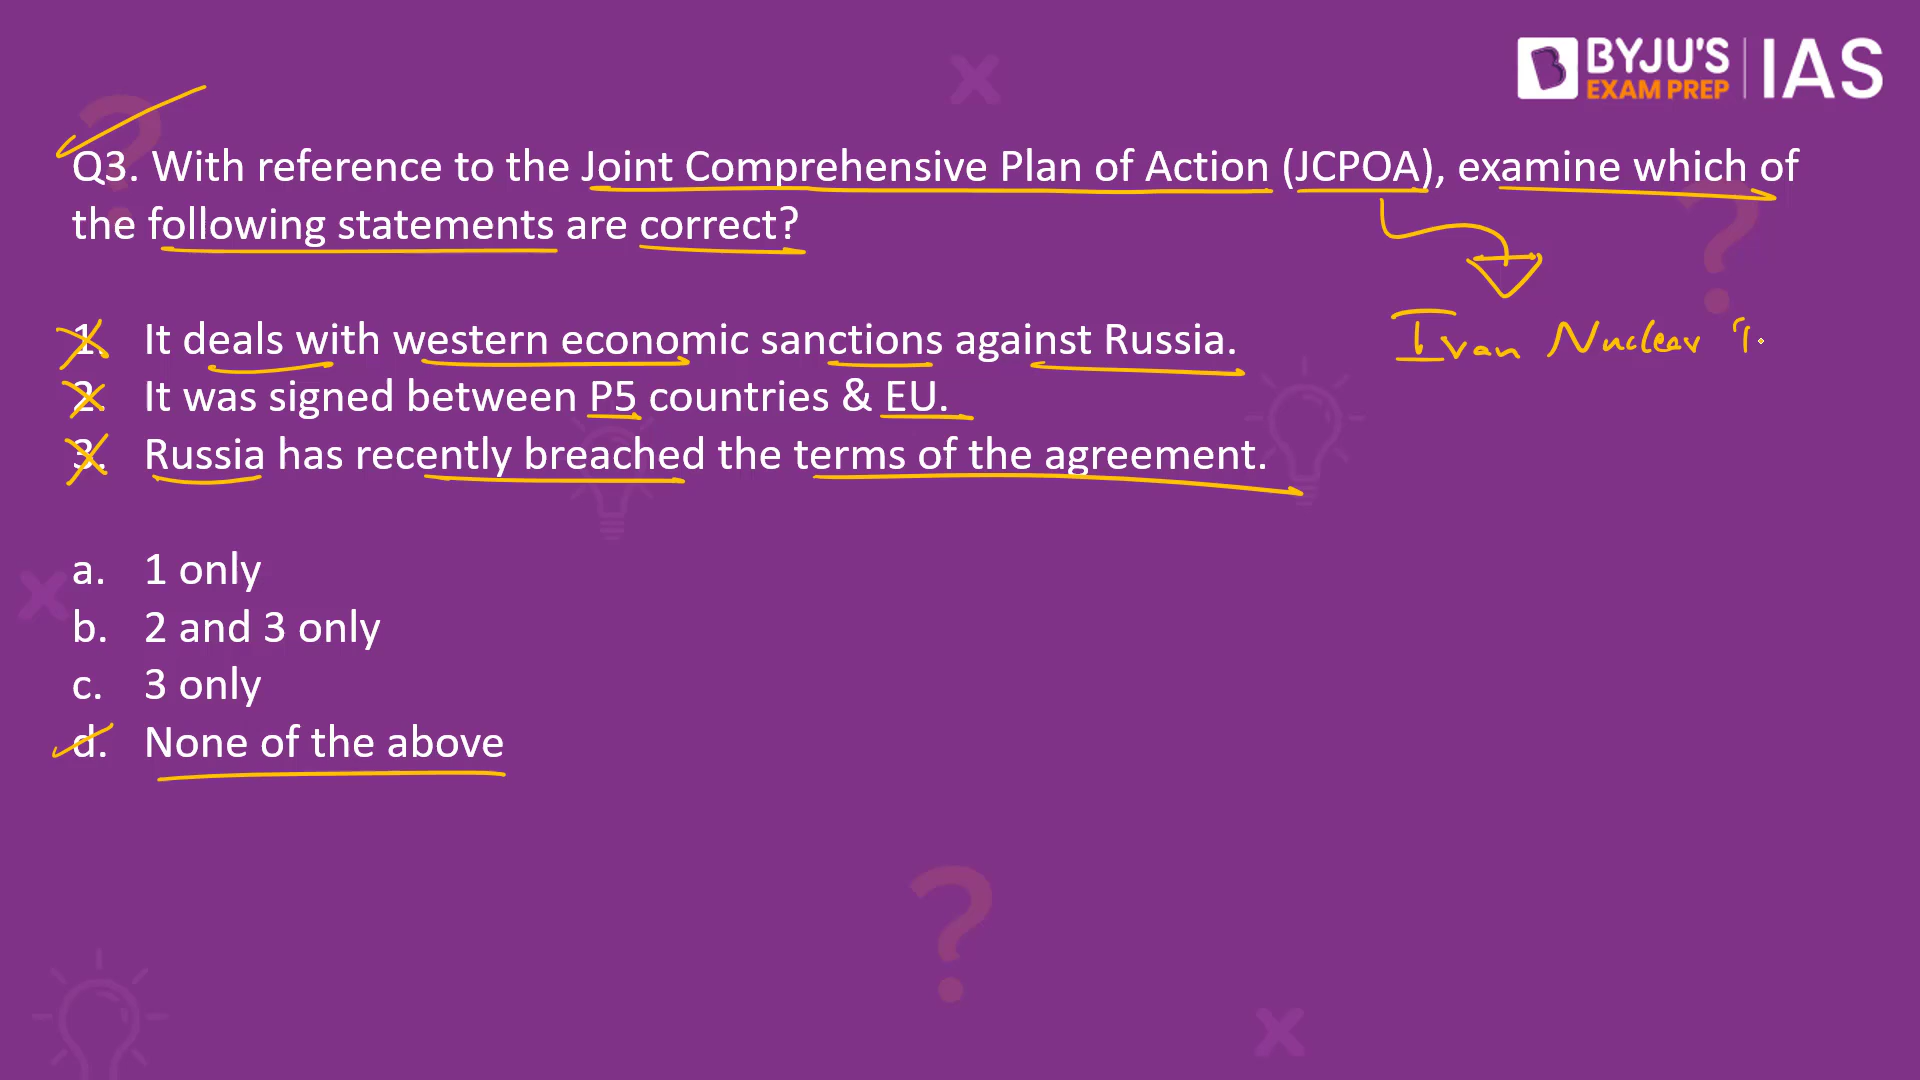 BYJU'S
EXAM PREP
IAS
Q3. With reference to the Joint Comprehensive Plan of Action (JCPOA), examine which of
the following statements are correct?
1. It deals with western economic sanctions against Russia.
Iran Nuclear
2. It was signed between P5 countries & EU.
3. Russia has recently breached the terms of the agreement.
a. 1 only
b. 2 and 3 only
c. 3 only
d. None of the above